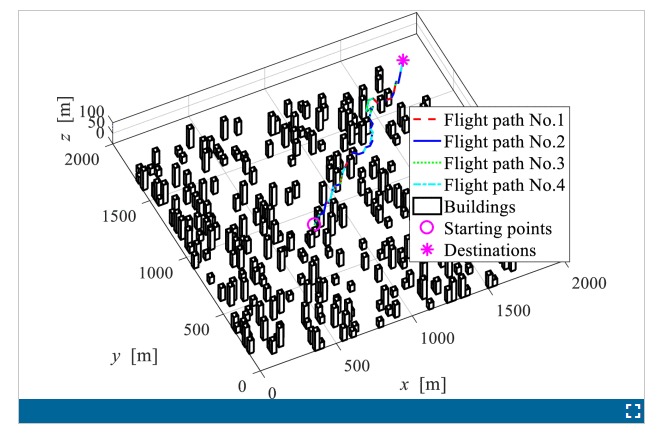 z [m]
100
50
0
2000
1500
1000
500
0
y [m]
0
500
1000
1500
2000
x [m]
Flight path No.1
Flight path No.2
Flight path No.3
Flight path No.4
Buildings
Starting points
Destinations